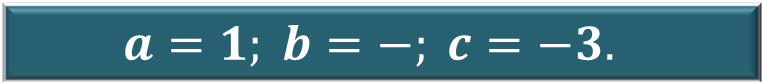 a = 1; b = −; c = −3.